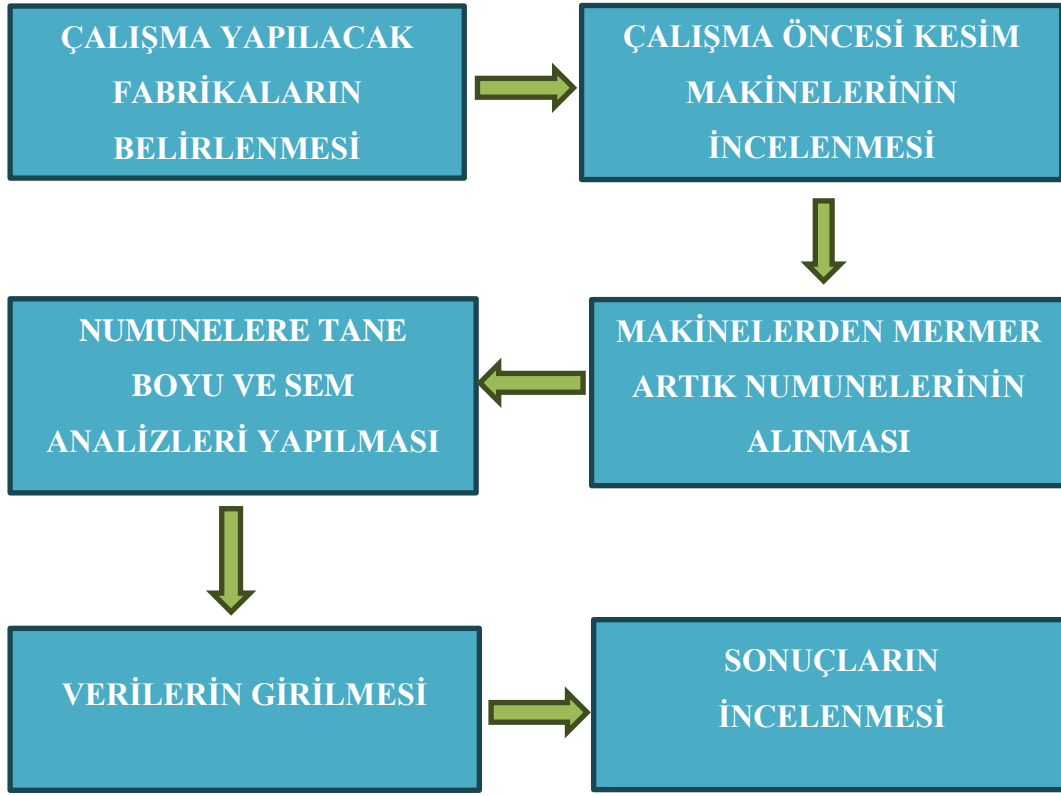 ÇALIŞMA YAPILACAK
FABRİKALARIN
BELİRLENMESİ
ÇALIŞMA ÖNCESİ KESİM
MAKİNELERİNİN
İNCELENMESİ
MAKİNELERDEN MERMER
ARTIK NUMUNELERİNİN
ALINMASI
NUMUNELERE TANE
BOYU VE SEM
ANALİZLERİ YAPILMASI
VERİLERİN GİRİLMESİ
SONUÇLARIN
İNCELENMESİ